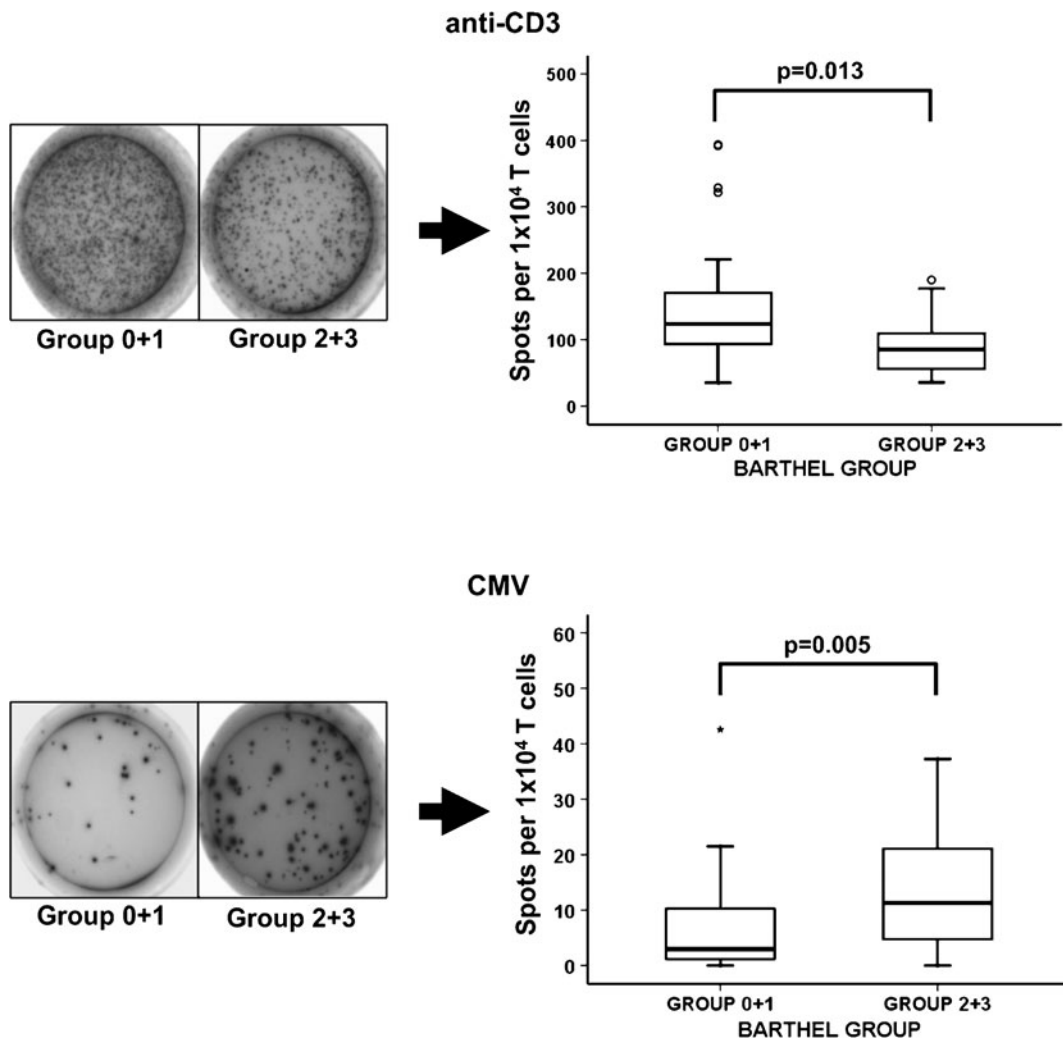 anti-CD3
p=0.013
500
400
300
200
100
0
Spots per 1x10⁴ T cells
Group 0+1
Group 2+3
GROUP 0+1
GROUP 2+3
BARTHEL GROUP
CMV
p=0.005
60
50
40
30
20
10
0
Spots per 1x10⁴ T cells
Group 0+1
Group 2+3
GROUP 0+1
GROUP 2+3
BARTHEL GROUP